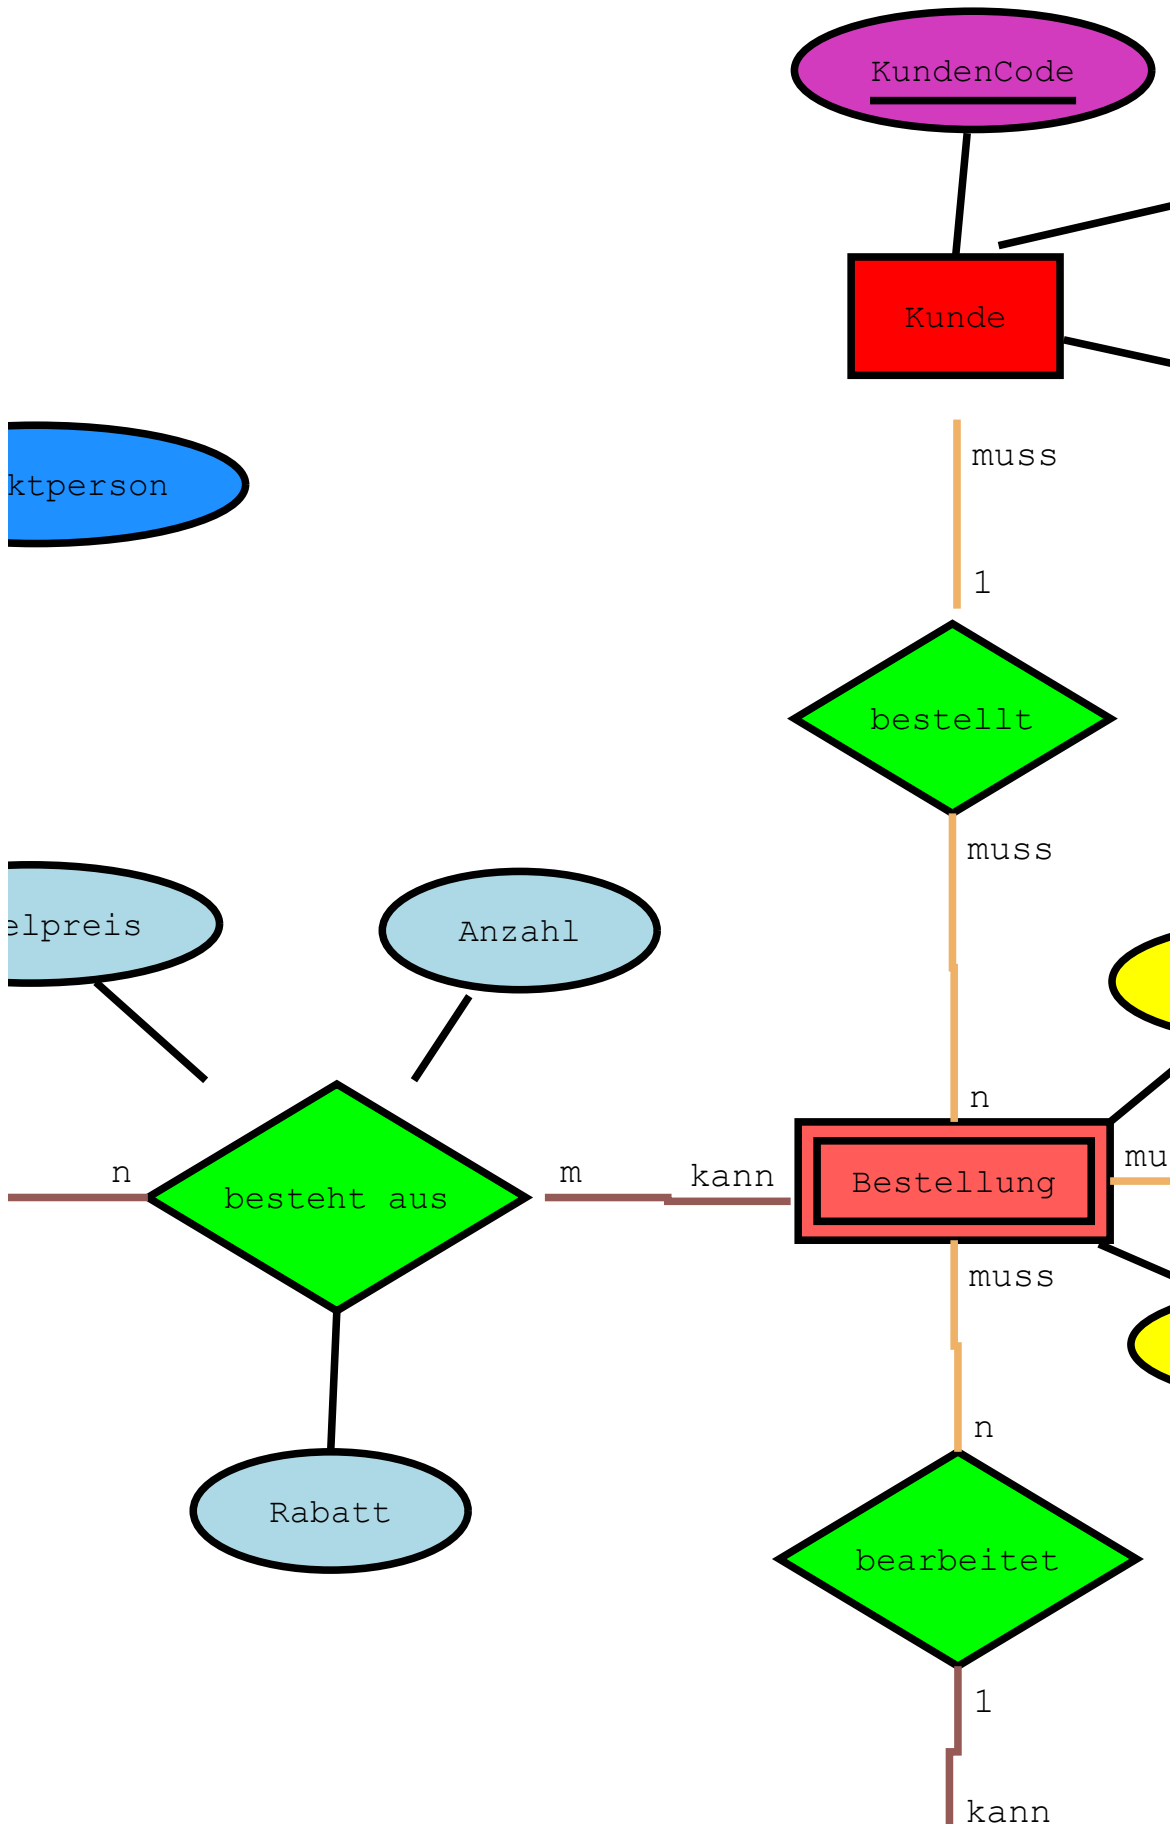 KundenCode
Kunde
muss
ktperson
1
bestellt
muss
elpreis
Anzahl
n
n
m
kann
Bestellung
mu
besteht aus
muss
n
Rabatt
bearbeitet
1
kann